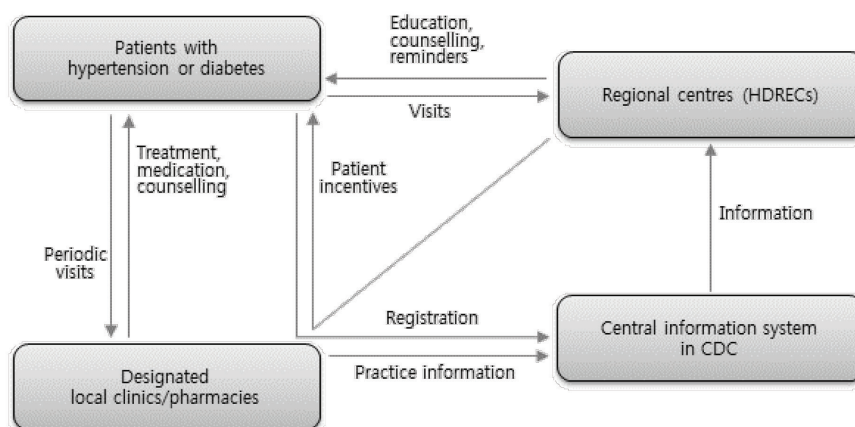 Patients with
hypertension or diabetes
Education,
counselling,
reminders
Visits
Regional centres (HDRECs)
Treatment,
medication,
counselling
Patient
incentives
Information
Periodic
visits
Registration
Central information system
in CDC
Practice information
Designated
local clinics/pharmacies